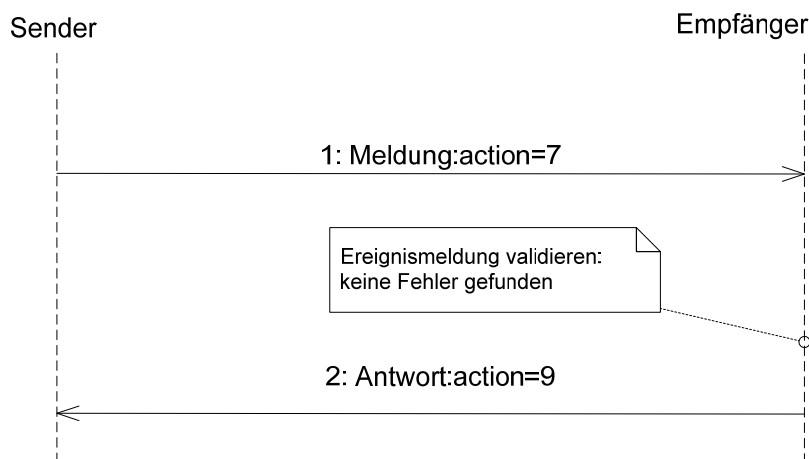 Sender
Empfänger
1: Meldung:action=7
Ereignismeldung validieren:
keine Fehler gefunden
2: Antwort:action=9